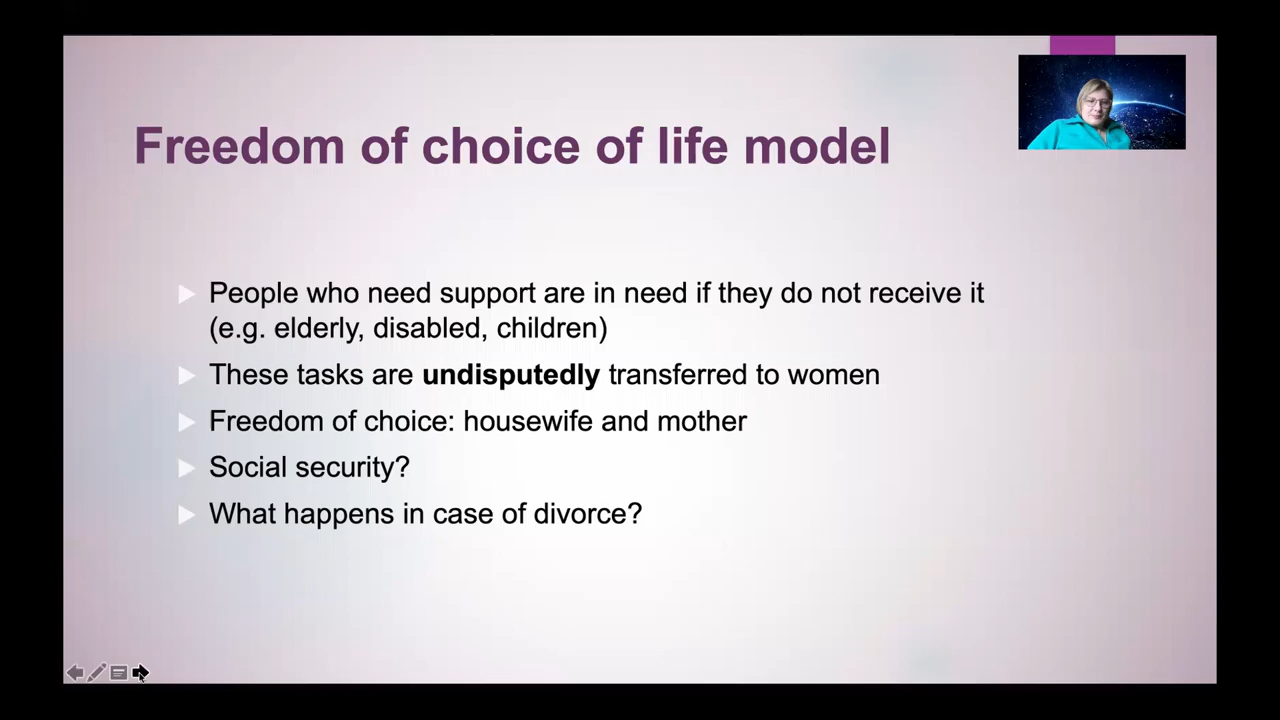 Freedom of choice of life model
People who need support are in need if they do not receive it
(e.g. elderly, disabled, children)
These tasks are undisputedly transferred to women
Freedom of choice: housewife and mother
Social security?
What happens in case of divorce?